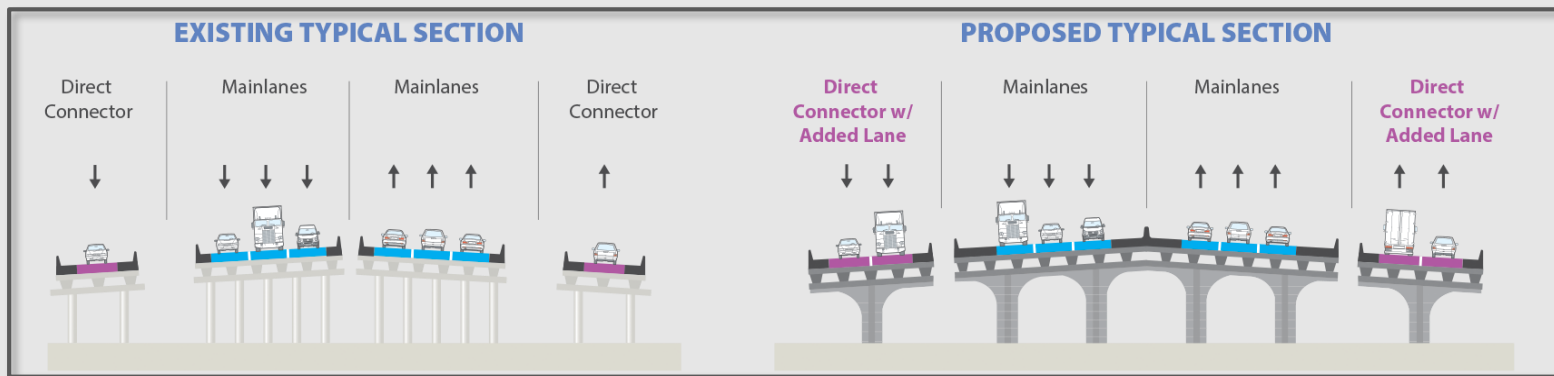 EXISTING TYPICAL SECTION
Direct
Connector
Mainlanes
Mainlanes
Direct
Connector
PROPOSED TYPICAL SECTION
Direct
Connector w/
Added Lane
Mainlanes
Mainlanes
Direct
Connector w/
Added Lane